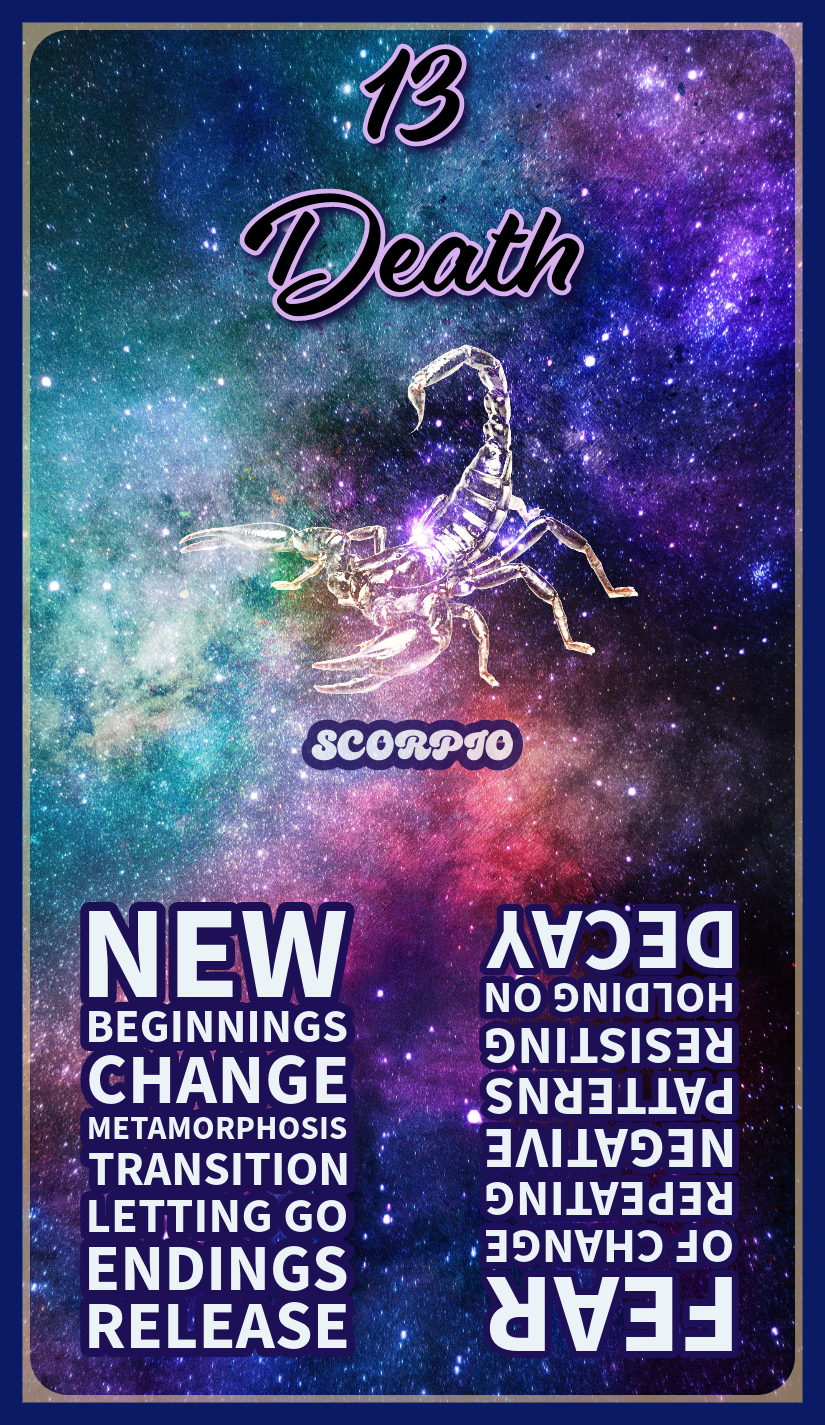 13
Death
SCORPIO
NEW
BEGINNINGS
CHANGE
METAMORPHOSIS
TRANSITION
LETTING GO
ENDINGS
RELEASE
FEAR
OF CHANGE
REPEATING
NEGATIVE
PATTERNS
RESISTING
HOLDING ON
DECAY